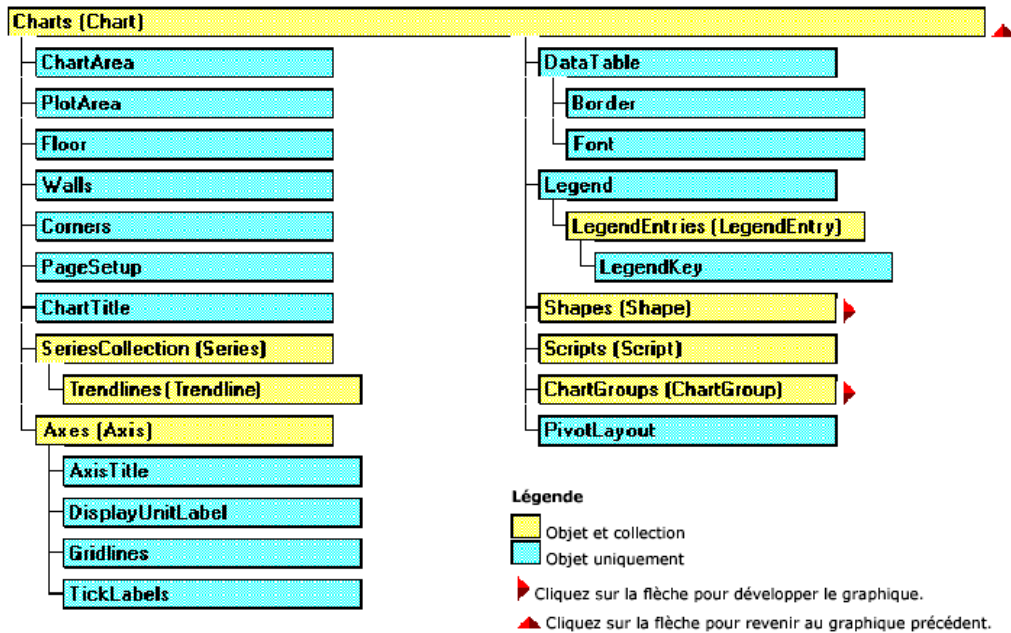 Charts (Chart)
ChartArea
PlotArea
Floor
Walls
Corners
PageSetup
ChartTitle
SeriesCollection (Series)
Trendlines (Trendline)
Axes (Axis)
AxisTitle
DisplayUnitLabel
Gridlines
TickLabels
DataTable
Border
Font
Legend
LegendEntries (LegendEntry)
LegendKey
Shapes (Shape)
Scripts (Script)
ChartGroups (ChartGroup)
PivotLayout
Légende
Objet et collection
Objet uniquement
Cliquez sur la flèche pour développer le graphique.
Cliquez sur la flèche pour revenir au graphique précédent.